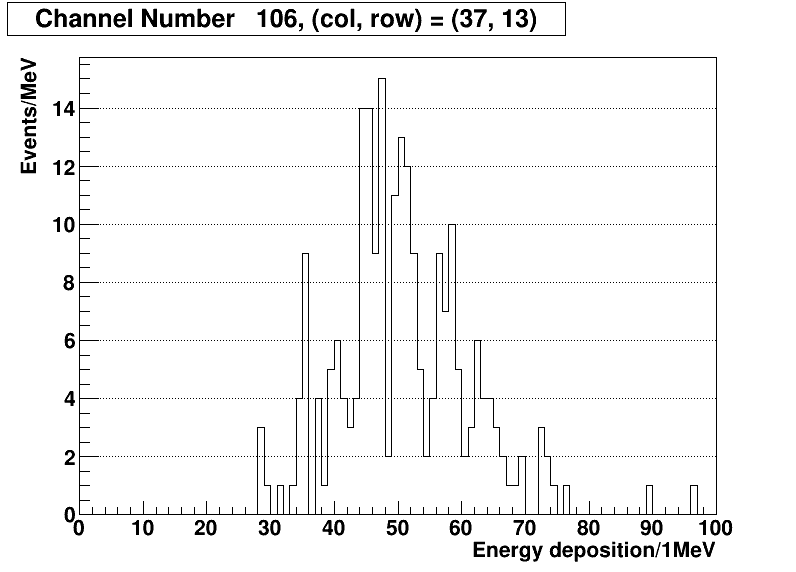 Channel Number 106, (col, row) = (37, 13)
Events/MeV
14
12
10
8
6
4
2
0
0 10 20 30 40 50 60 70 80 90 100
Energy deposition/1MeV